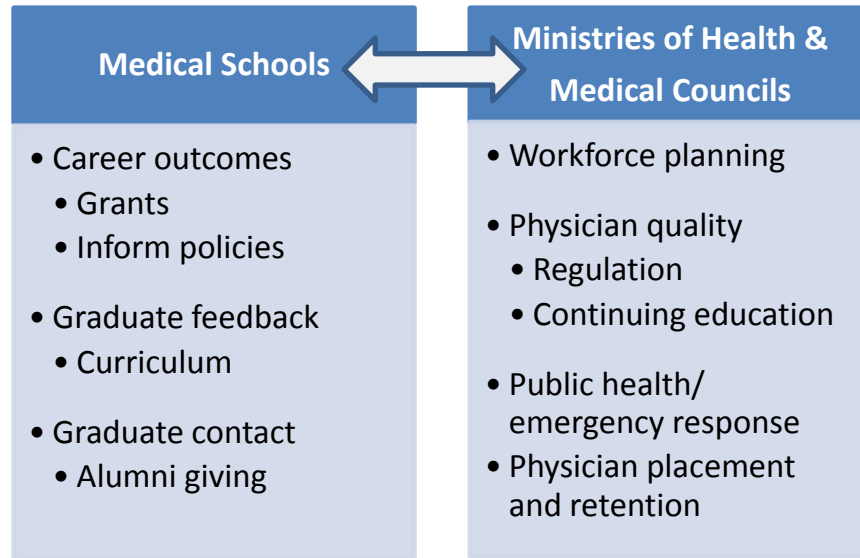 Medical Schools
• Career outcomes
• Grants
• Inform policies
• Graduate feedback
• Curriculum
• Graduate contact
• Alumni giving
Ministries of Health &
Medical Councils
• Workforce planning
• Physician quality
• Regulation
• Continuing education
• Public health/
emergency response
• Physician placement
and retention